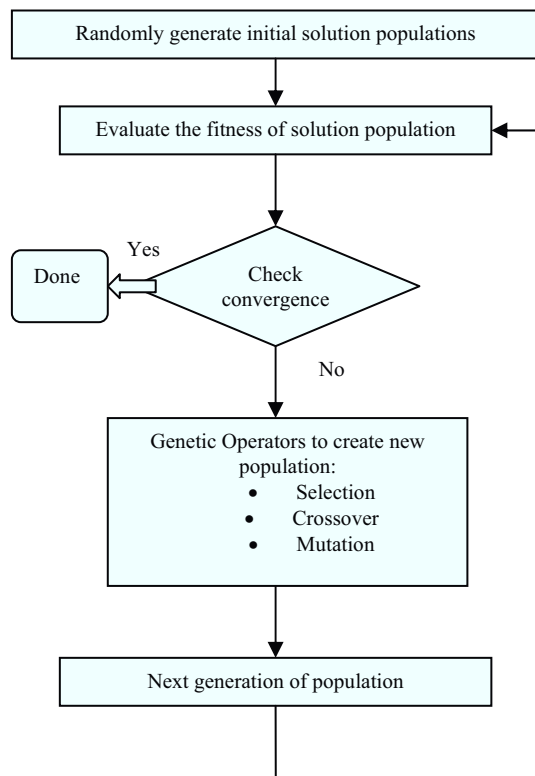 Randomly generate initial solution populations
Evaluate the fitness of solution population
Yes
Done
Check
convergence
No
Genetic Operators to create new
population:
• Selection
• Crossover
• Mutation
Next generation of population